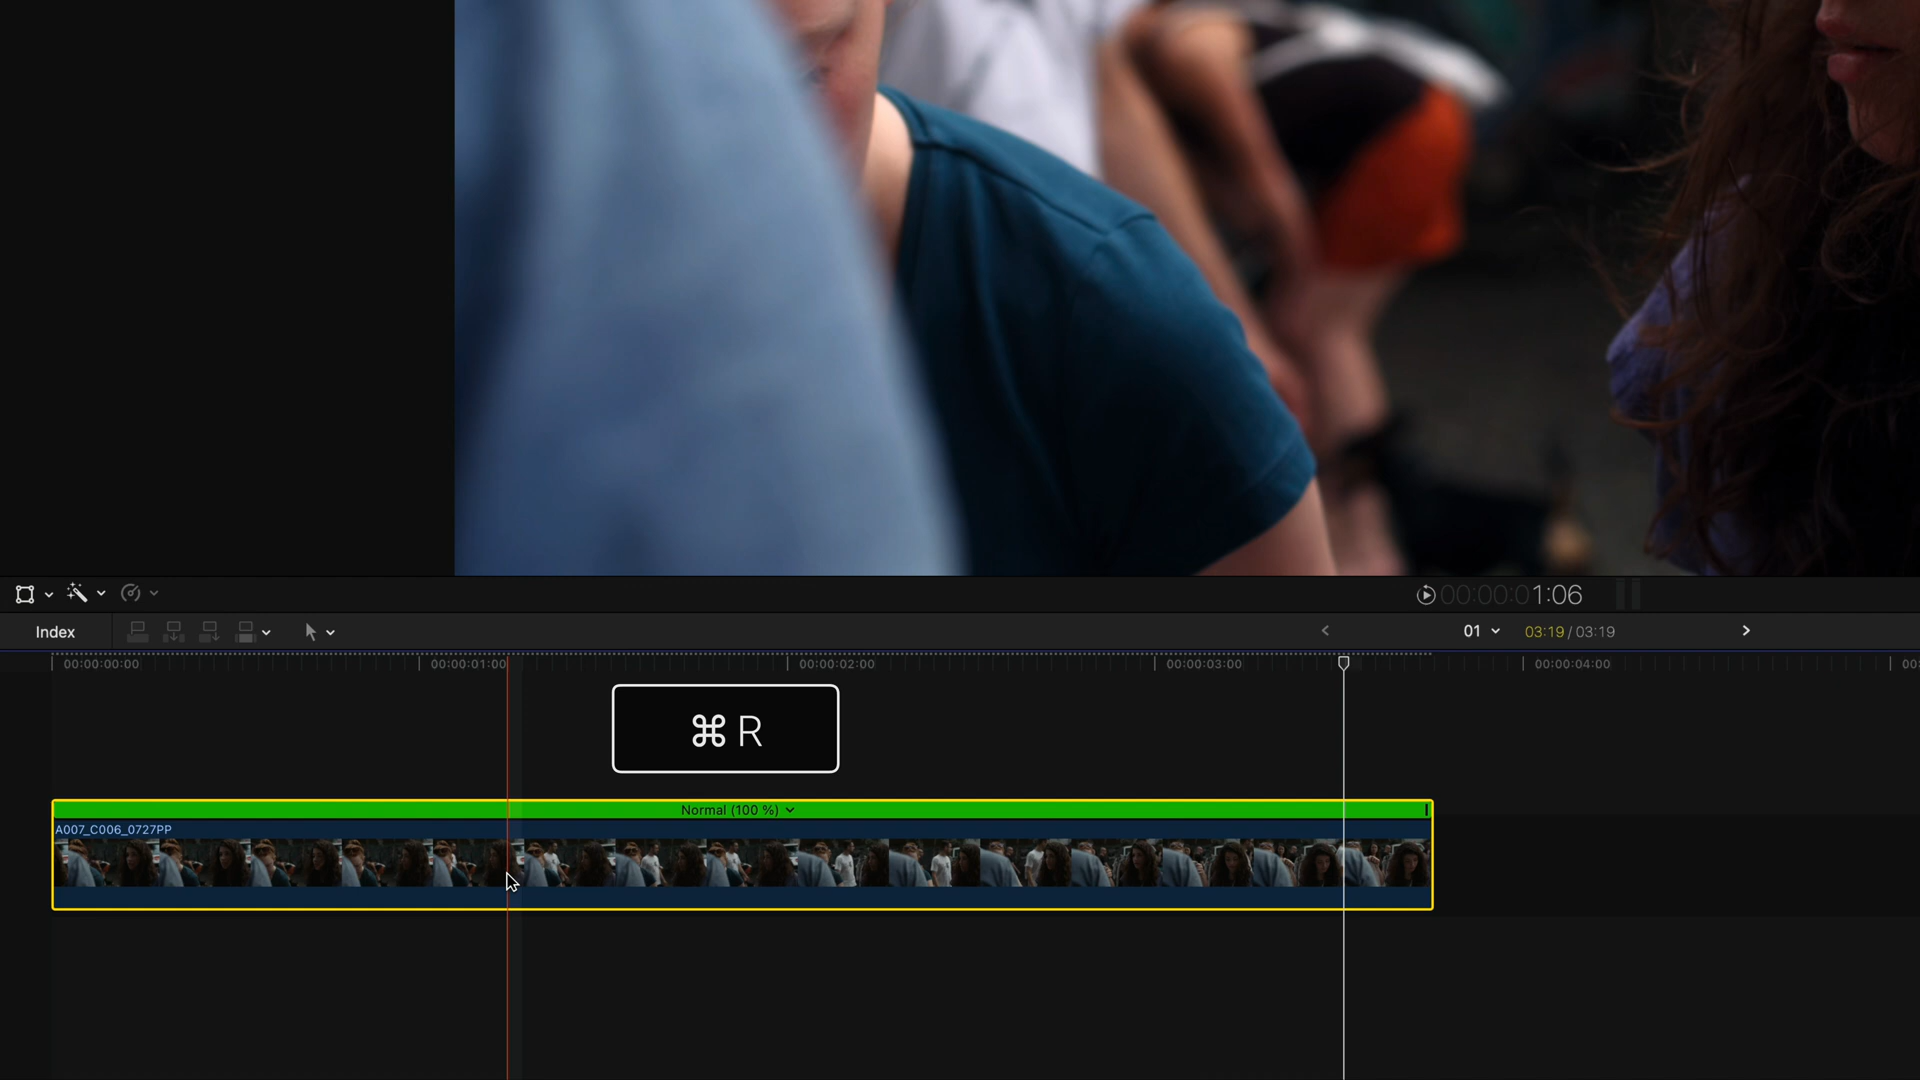 00:00:01:06
Index
01
03:19 / 03:19
00:00:00:00
00:00:01:00
00:00:02:00
00:00:03:00
00:00:04:00
00:
⌘ R
Normal (100 %)
A007_C006_0727PP